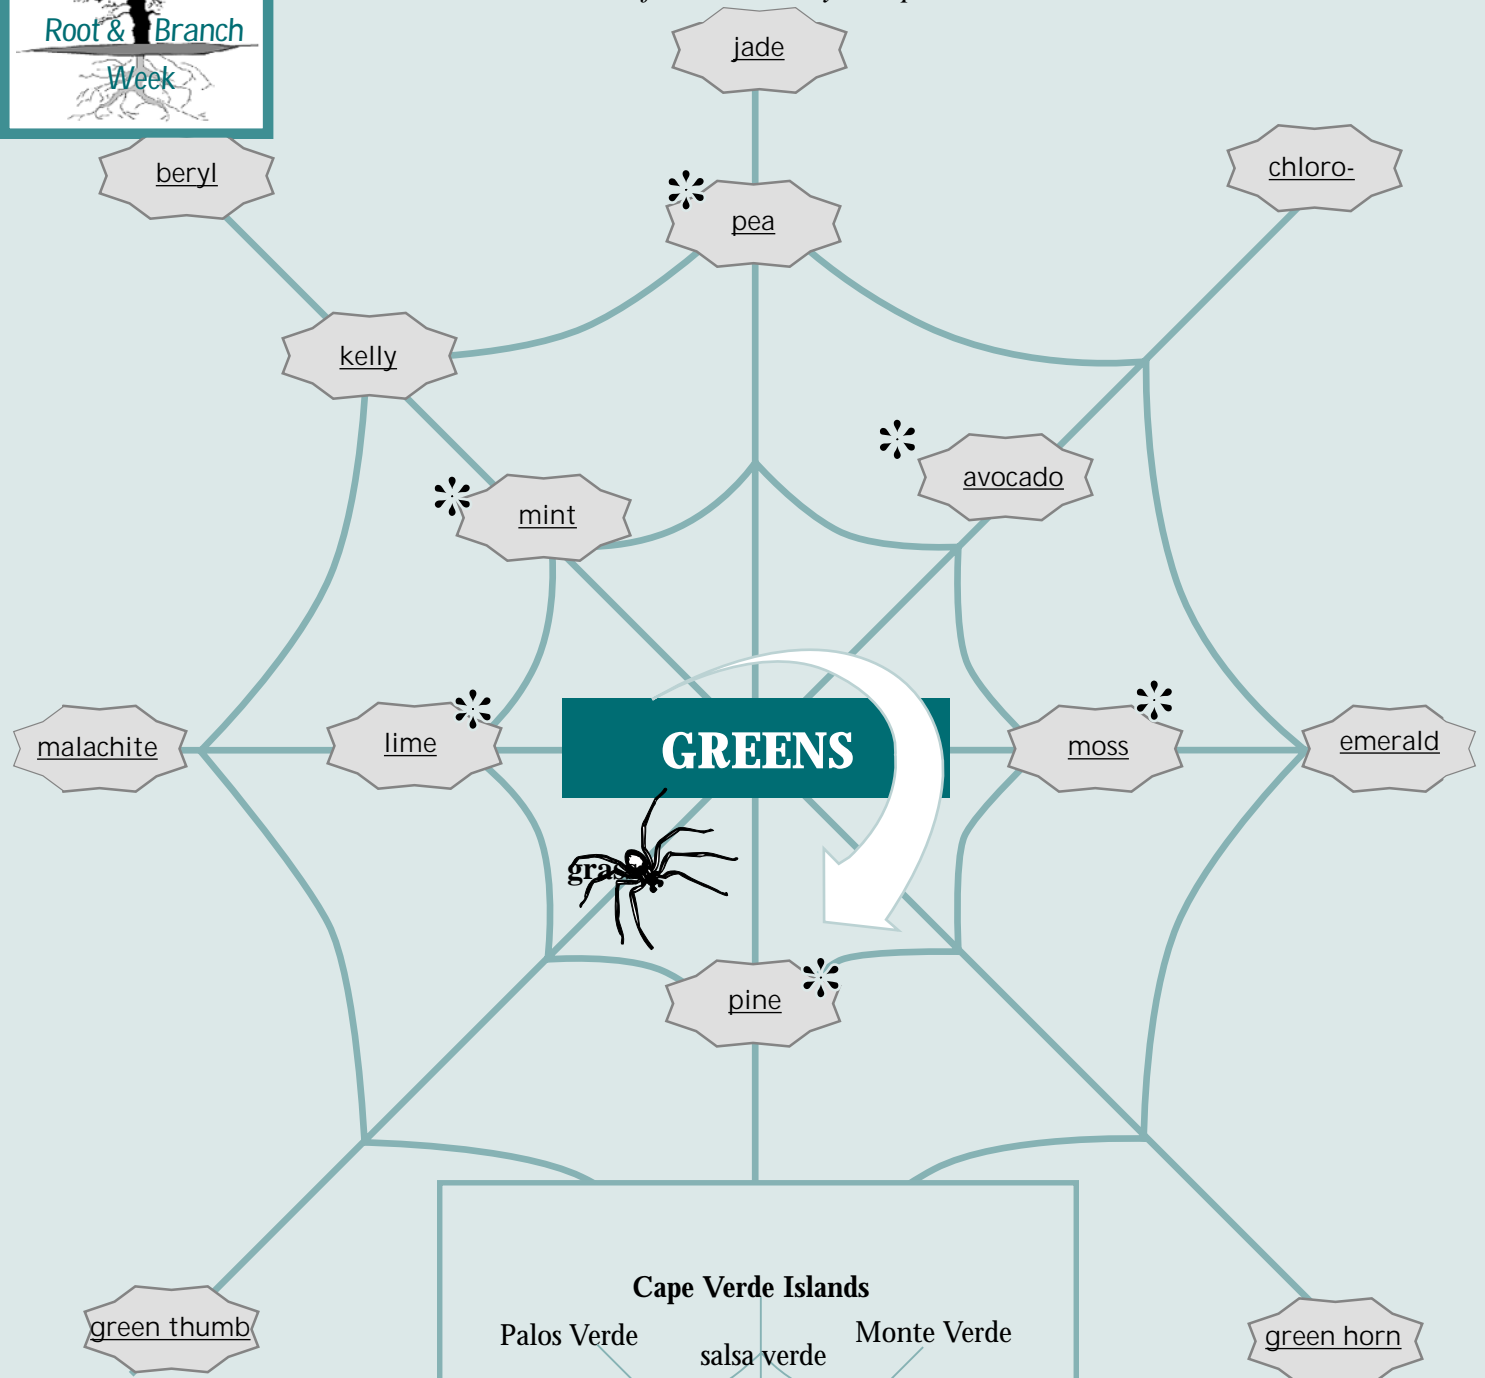 Root & Branch
Week
jade
beryl
chloro-
pea
kelly
avocado
mint
malachite
lime
GREENS
moss
emerald
grass
pine
Cape Verde Islands
Palos Verde
Monte Verde
salsa verde
green thumb
green horn